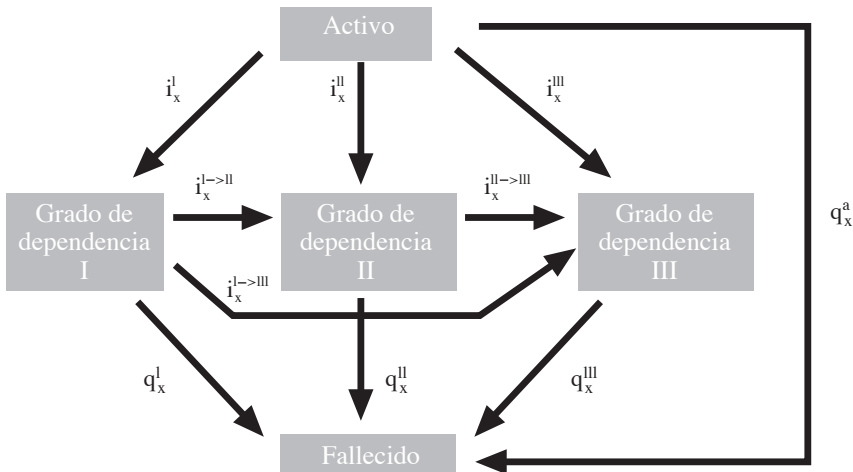 Activo
i_x^I
i_x^II
i_x^III
i_x^I->II
i_x^II->III
q_x^a
Grado de
dependencia
I
Grado de
dependencia
II
Grado de
dependencia
III
i_x^I->III
q_x^I
q_x^II
q_x^III
Fallecido